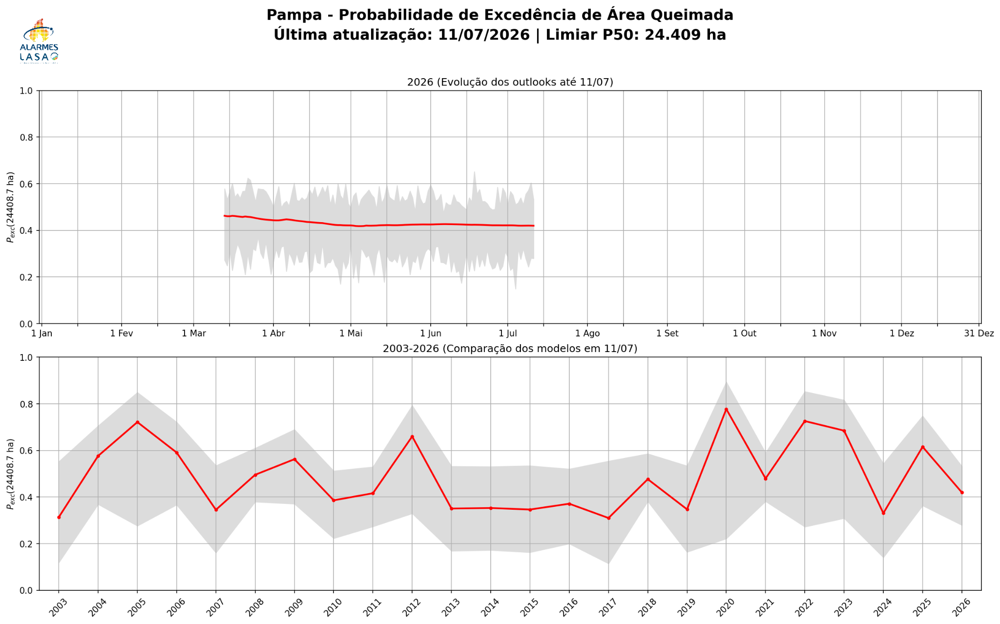 Pampa - Probabilidade de Excedência de Área Queimada
Última atualização: 11/07/2026 | Limiar P50: 24.409 ha
ALARMES
LASA
2026 (Evolução dos outlooks até 11/07)
1.0
0.8
0.6
0.4
0.2
0.0
Pexc(24408.7 ha)
1 Jan 1 Fev 1 Mar 1 Abr 1 Mai 1 Jun 1 Jul 1 Ago 1 Set 1 Out 1 Nov 1 Dez 31 Dez
2003-2026 (Comparação dos modelos em 11/07)
1.0
0.8
0.6
0.4
0.2
0.0
Pexc(24408.7 ha)
2003 2004 2005 2006 2007 2008 2009 2010 2011 2012 2013 2014 2015 2016 2017 2018 2019 2020 2021 2022 2023 2024 2025 2026